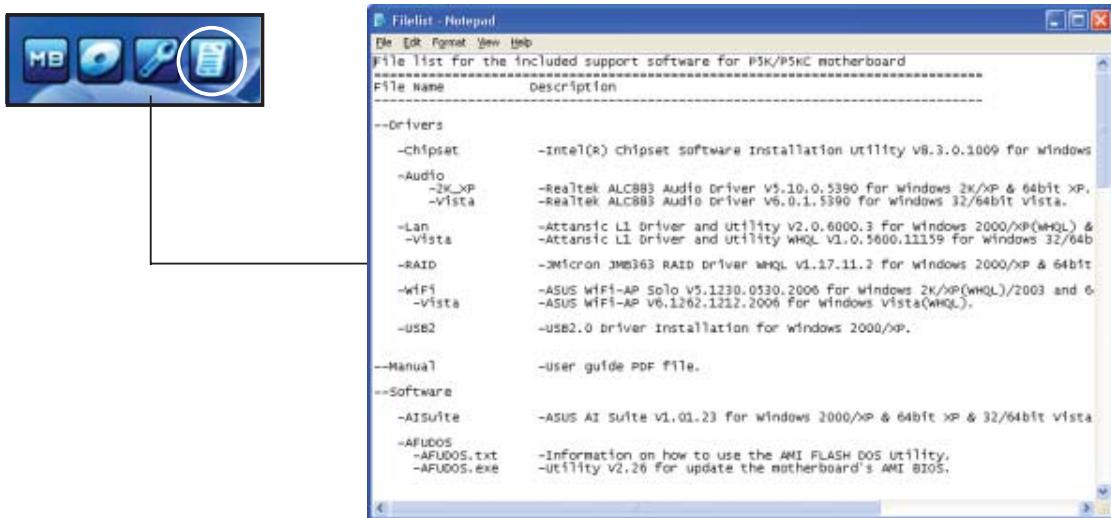 MB
Filelist - Notepad
File Edit Format View Help
File list for the included support software for P5K/P5KC motherboard
================================================================================
File Name Description
--------------------------------------------------------------------------------
--Drivers
-Chipset -Intel(R) Chipset Software Installation Utility V8.3.0.1009 for Windows
-Audio
-2K_XP -Realtek ALC883 Audio Driver V5.10.0.5390 for Windows 2K/XP & 64bit XP.
-Vista -Realtek ALC883 Audio Driver V6.0.1.5390 for Windows 32/64bit Vista.
-Lan -Attansic L1 Driver and Utility V2.0.6000.3 for Windows 2000/XP(WHQL) &
-Vista -Attansic L1 Driver and Utility WHQL V1.0.5600.11159 for Windows 32/64b
-RAID -JMicron JMB363 RAID Driver WHQL V1.17.11.2 for Windows 2000/XP & 64bit
-WiFi -ASUS WiFi-AP Solo V5.1230.0530.2006 for Windows 2K/XP(WHQL)/2003 and 6
-Vista -ASUS WiFi-AP V6.1262.1212.2006 for Windows Vista(WHQL).
-USB2 -USB2.0 Driver Installation for Windows 2000/XP.
--Manual -User guide PDF file.
--Software
-AISuite -ASUS AI Suite V1.01.23 for Windows 2000/XP & 64bit XP & 32/64bit Vista
-AFUDOS
-AFUDOS.txt -Information on how to use the AMI FLASH DOS Utility.
-AFUDOS.exe -Utility V2.26 for update the motherboard's AMI BIOS.